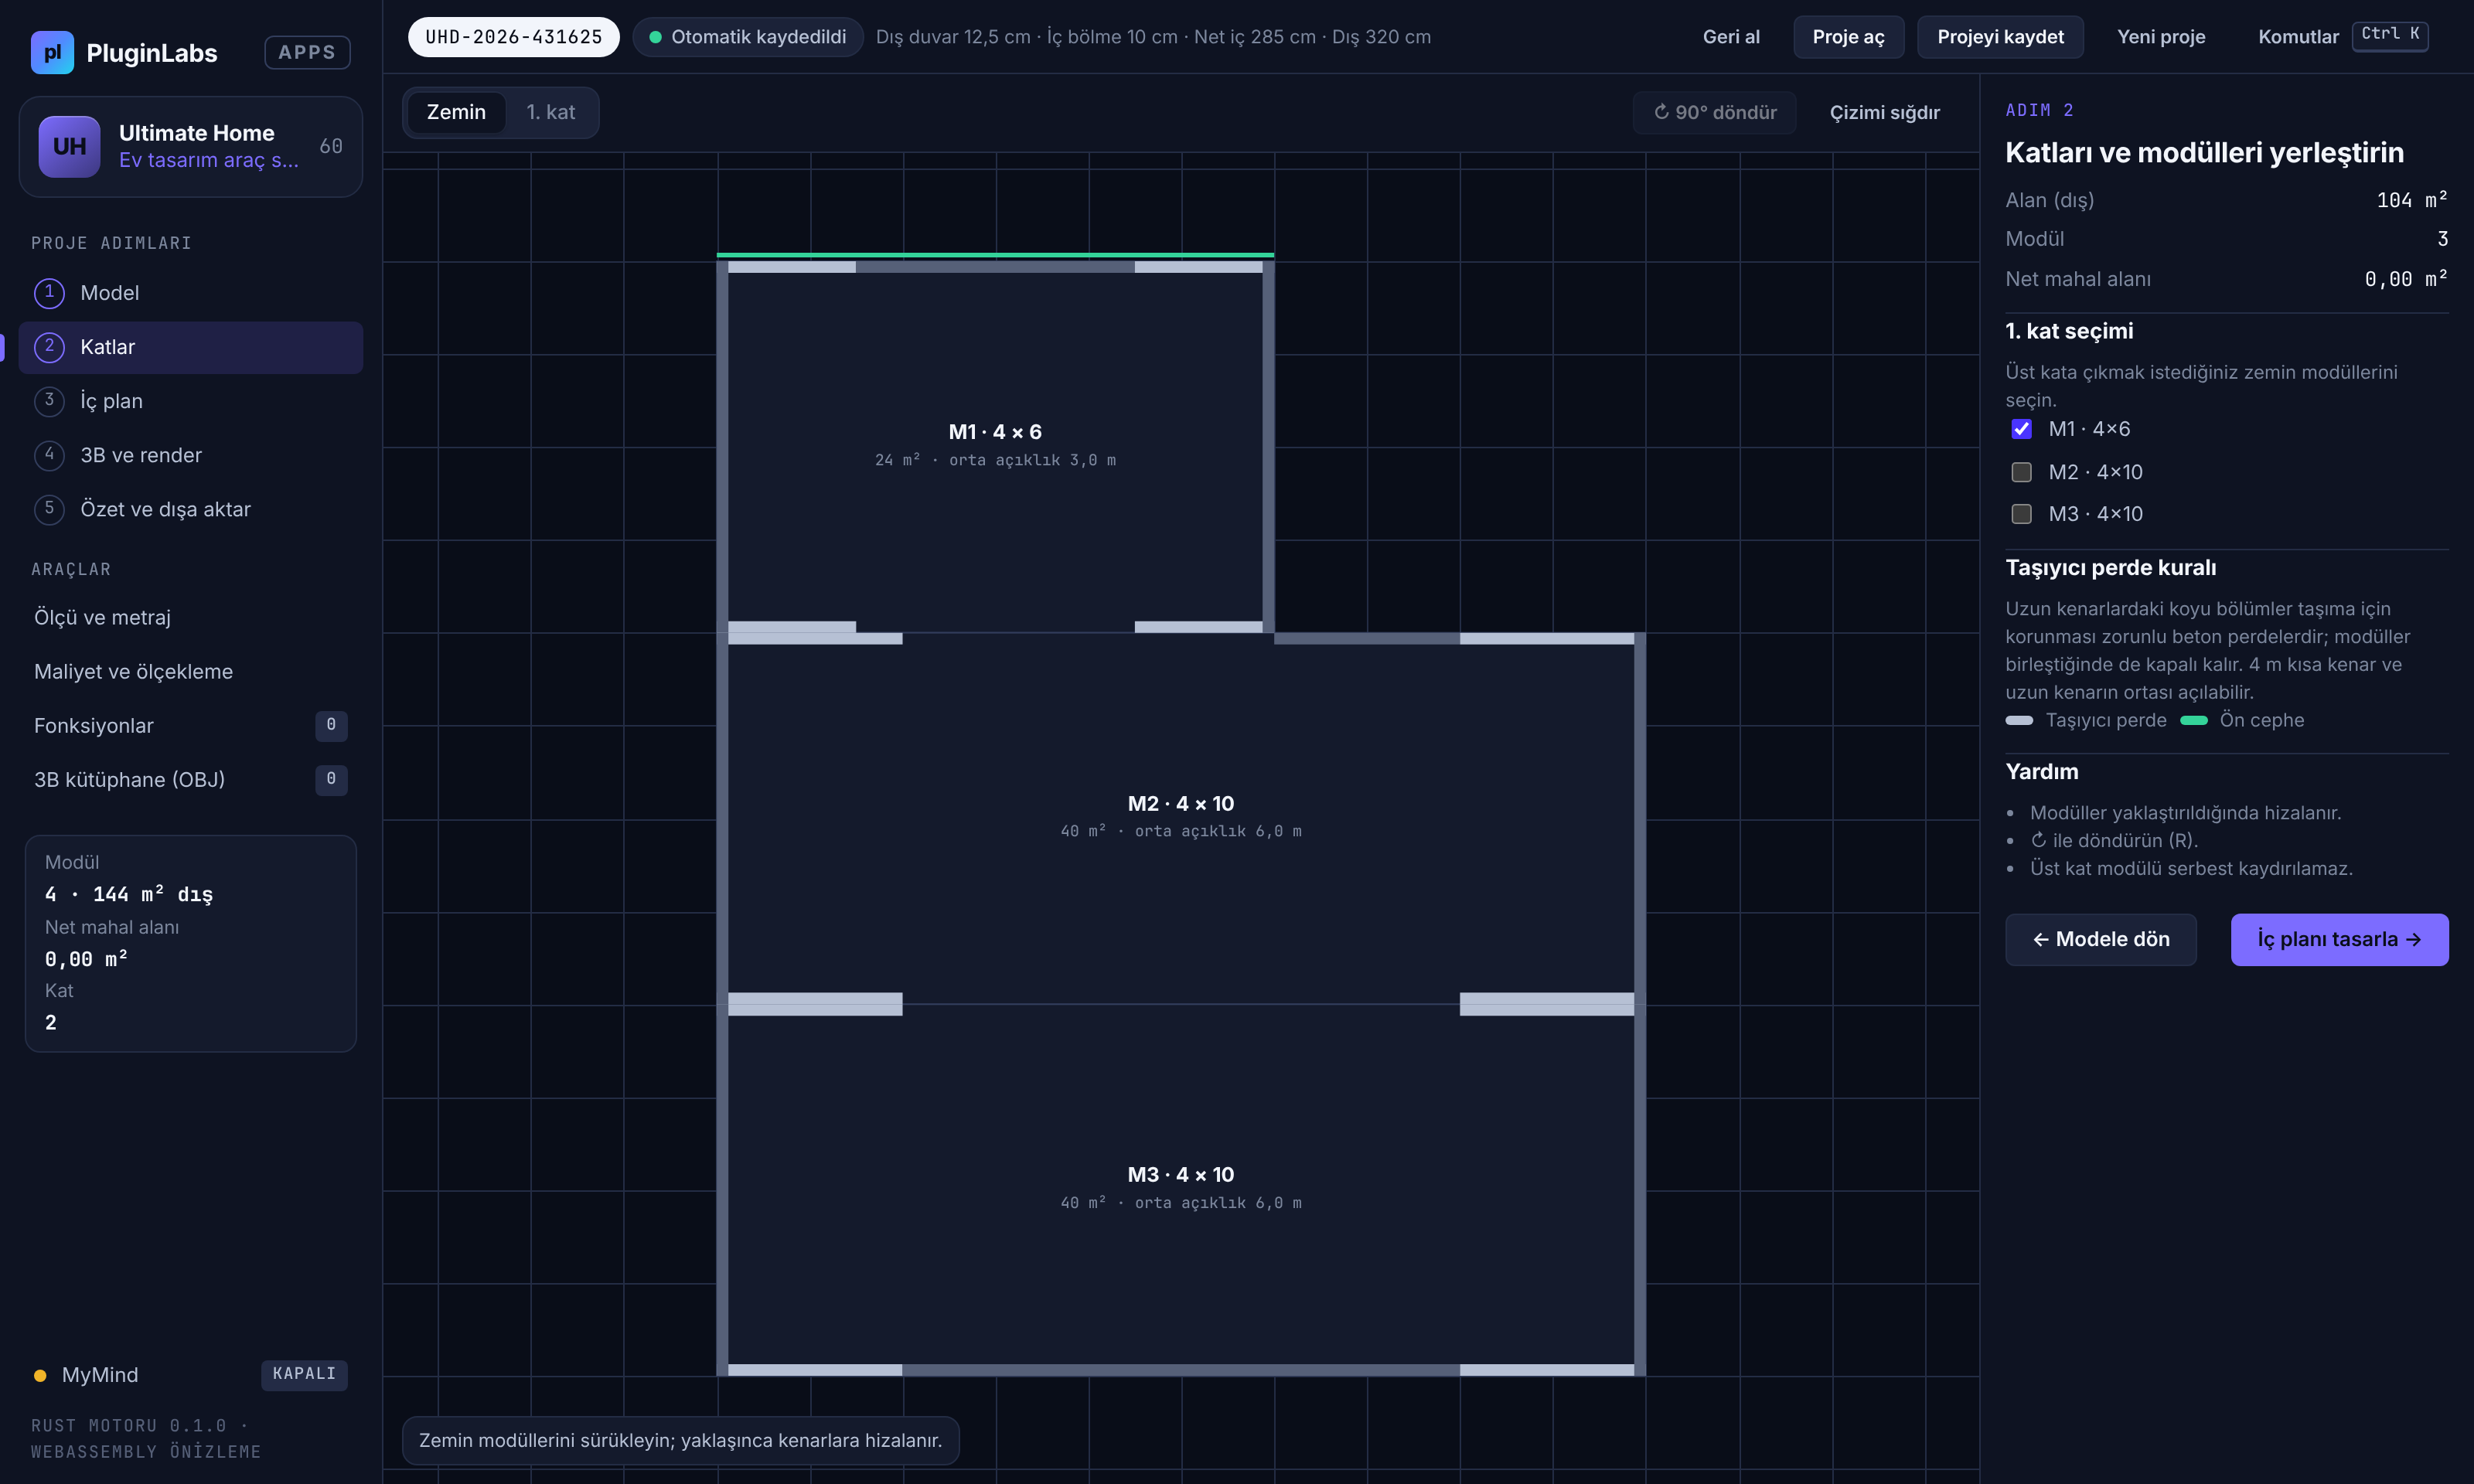 pl PluginLabs APPS
UH Ultimate Home 60
Ev tasarım araç s...
PROJE ADIMLARI
1 Model
2 Katlar
3 İç plan
4 3B ve render
5 Özet ve dışa aktar
ARAÇLAR
Ölçü ve metraj
Maliyet ve ölçekleme
Fonksiyonlar 0
3B kütüphane (OBJ) 0
Modül
4 · 144 m² dış
Net mahal alanı
0,00 m²
Kat
2
MyMind KAPALI
RUST MOTORU 0.1.0 ·
WEBASSEMBLY ÖNİZLEME
UHD-2026-431625 Otomatik kaydedildi Dış duvar 12,5 cm · İç bölme 10 cm · Net iç 285 cm · Dış 320 cm Geri al Proje aç Projeyi kaydet Yeni proje Komutlar Ctrl K
Zemin 1. kat ↻ 90° döndür Çizimi sığdır
M1 · 4 × 6
24 m² · orta açıklık 3,0 m
M2 · 4 × 10
40 m² · orta açıklık 6,0 m
M3 · 4 × 10
40 m² · orta açıklık 6,0 m
Zemin modüllerini sürükleyin; yaklaşınca kenarlara hizalanır.
ADIM 2
Katları ve modülleri yerleştirin
Alan (dış) 104 m²
Modül 3
Net mahal alanı 0,00 m²
1. kat seçimi
Üst kata çıkmak istediğiniz zemin modüllerini
seçin.
M1 · 4×6
M2 · 4×10
M3 · 4×10
Taşıyıcı perde kuralı
Uzun kenarlardaki koyu bölümler taşıma için
korunması zorunlu beton perdelerdir; modüller
birleştiğinde de kapalı kalır. 4 m kısa kenar ve
uzun kenarın ortası açılabilir.
Taşıyıcı perde Ön cephe
Yardım
• Modüller yaklaştırıldığında hizalanır.
• ↻ ile döndürün (R).
• Üst kat modülü serbest kaydırılamaz.
← Modele dön İç planı tasarla →